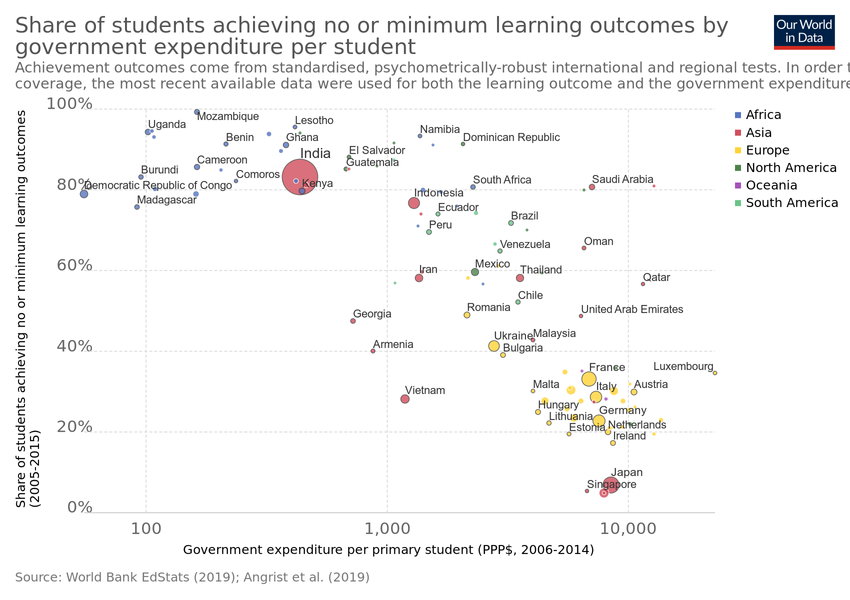 Share of students achieving no or minimum learning outcomes by
government expenditure per student
Our World
in Data
Achievement outcomes come from standardised, psychometrically-robust international and regional tests. In order t
coverage, the most recent available data were used for both the learning outcome and the government expenditure
Share of students achieving no or minimum learning outcomes
(2005-2015)
100%
80%
60%
40%
20%
0%
Mozambique
Uganda
Lesotho
Benin
Ghana
Namibia
Dominican Republic
El Salvador
Guatemala
India
Cameroon
Burundi
Comoros
Kenya
Democratic Republic of Congo
Madagascar
South Africa
Saudi Arabia
Indonesia
Ecuador
Peru
Brazil
Venezuela
Oman
Iran
Mexico
Thailand
Qatar
Chile
Romania
United Arab Emirates
Georgia
Armenia
Ukraine
Malaysia
Bulgaria
France
Luxembourg
Vietnam
Malta
Italy
Austria
Hungary
Germany
Lithuania
Estonia
Netherlands
Ireland
Japan
Singapore
100
1,000
10,000
Government expenditure per primary student (PPP$, 2006-2014)
Africa
Asia
Europe
North America
Oceania
South America
Source: World Bank EdStats (2019); Angrist et al. (2019)